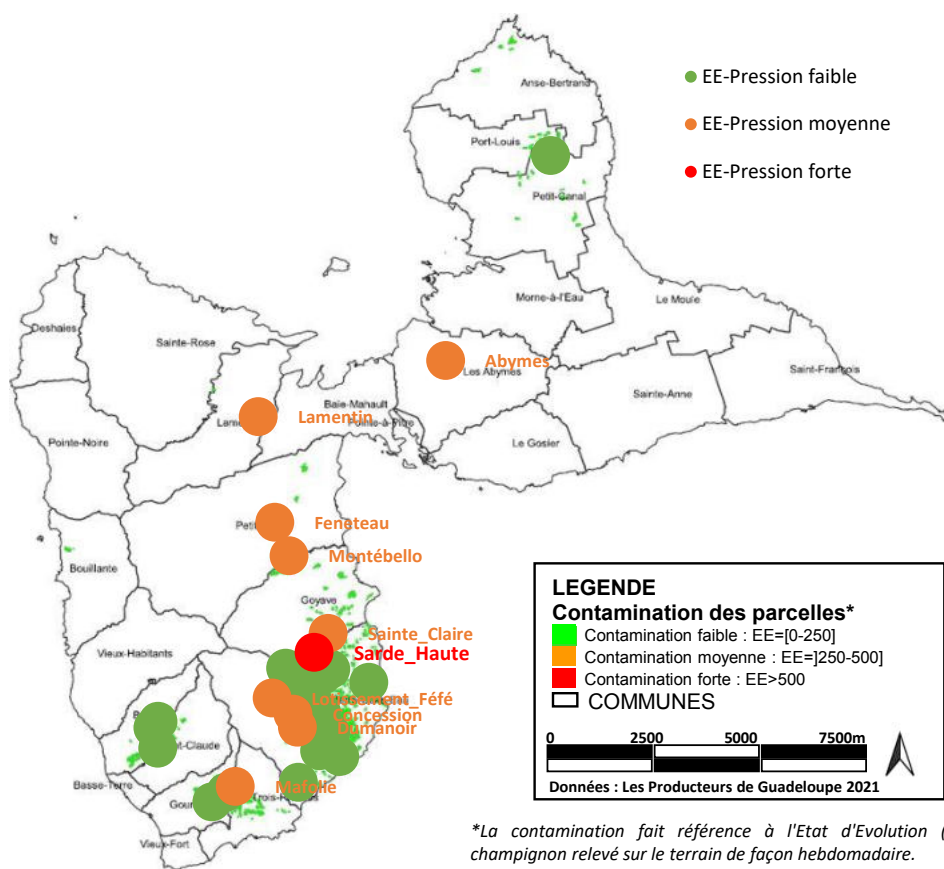 Anse-Bertrand
EE-Pression faible
EE-Pression moyenne
EE-Pression forte
Port-Louis
Petit-Canal
Morne-à-l'Eau
Le Moule
Deshaies
Sainte-Rose
Abymes
Les Abymes
Saint-François
Sainte-Anne
Baie-Mahault
Pointe-à-Pitre
Lamentin
Pointe-Noire
Le Gosier
Feneteau
Montébello
Bouillante
Goyave
Sainte_Claire
Sarde_Haute
Vieux-Habitants
Lotissament_Féfé
Concession
Dumanoir
Basse-Terre
Mafolie
Vieux-Fort
LEGENDE
Contamination des parcelles*
Contamination faible : EE=[0-250]
Contamination moyenne : EE=]250-500]
Contamination forte : EE>500
COMMUNES
0 2500 5000 7500m
Données : Les Producteurs de Guadeloupe 2021
*La contamination fait référence à l'Etat d'Evolution (
champignon relevé sur le terrain de façon hebdomadaire.